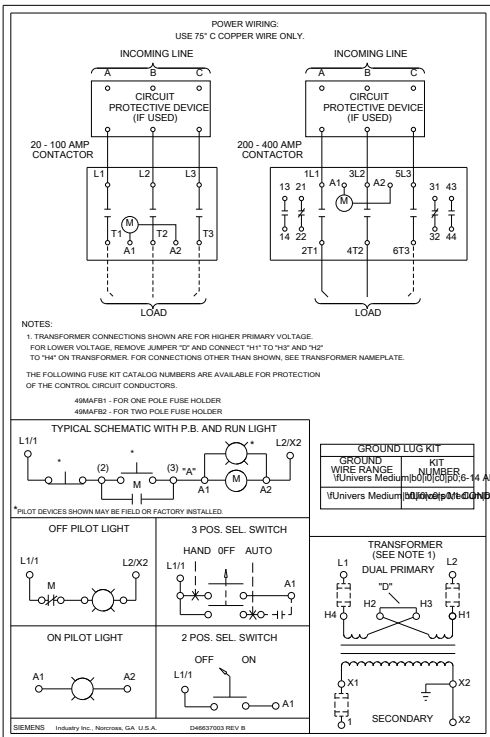 POWER WIRING:
USE 75° C COPPER WIRE ONLY.
INCOMING LINE
A B C
CIRCUIT
PROTECTIVE DEVICE
(IF USED)
20 - 100 AMP
CONTACTOR
L1 L2 L3
M
T1 T2 T3
A1 A2
LOAD
INCOMING LINE
A B C
CIRCUIT
PROTECTIVE DEVICE
(IF USED)
200 - 400 AMP
CONTACTOR
1L1 3L2 5L3
13 21 A1 A2 31 43
M
14 22 32 44
2T1 4T2 6T3
LOAD
NOTES:
1. TRANSFORMER CONNECTIONS SHOWN ARE FOR HIGHER PRIMARY VOLTAGE.
FOR LOWER VOLTAGE, REMOVE JUMPER "D" AND CONNECT "H1" TO "H3" AND "H2"
TO "H4" ON TRANSFORMER. FOR CONNECTIONS OTHER THAN SHOWN, SEE TRANSFORMER NAMEPLATE.
THE FOLLOWING FUSE KIT CATALOG NUMBERS ARE AVAILABLE FOR PROTECTION
OF THE CONTROL CIRCUIT CONDUCTORS.
49MAFB1 - FOR ONE POLE FUSE HOLDER
49MAFB2 - FOR TWO POLE FUSE HOLDER
TYPICAL SCHEMATIC WITH P.B. AND RUN LIGHT
L1/1 L2/X2
* * *
(2) M (3) "A" A1 M A2
*PILOT DEVICES SHOWN MAY BE FIELD OR FACTORY INSTALLED.
GROUND LUG KIT
GROUND WIRE RANGE
KIT NUMBER
\fUnivers Medium|b0|i0|c0|p0;6-14 A
\fUnivers Medium
OFF PILOT LIGHT
L1/1 L2/X2
M
3 POS. SEL. SWITCH
HAND 0FF AUTO
L1/1 A1
TRANSFORMER
(SEE NOTE 1)
L1 DUAL PRIMARY L2
"D"
H4 H2 H3 H1
X1 X2
1 SECONDARY X2
ON PILOT LIGHT
A1 A2
2 POS. SEL. SWITCH
OFF ON
L1/1
A1
SIEMENS Industry Inc., Norcross, GA U.S.A. D46637003 REV B